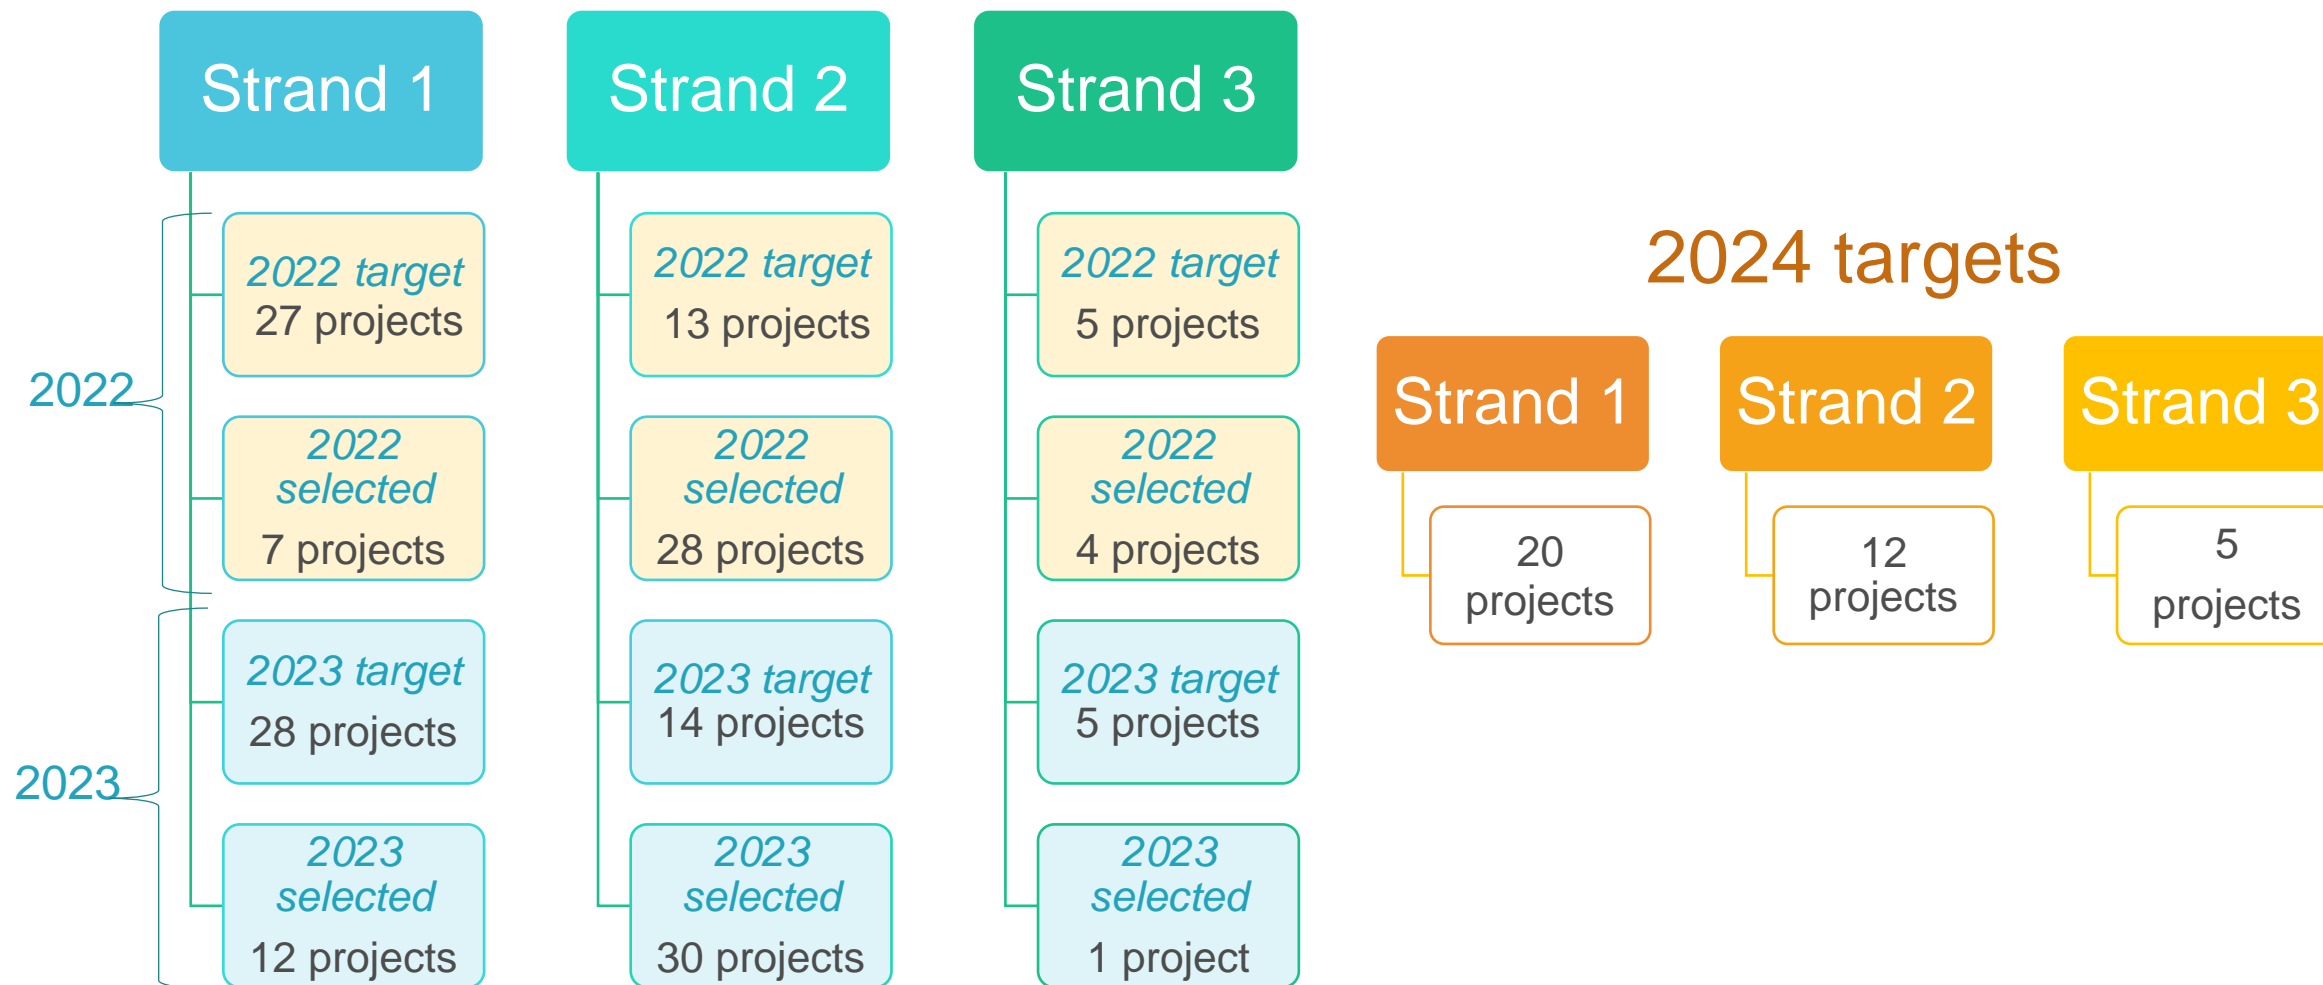 Strand 1
Strand 2
Strand 3
2022
2022 target
27 projects
2022 target
13 projects
2022 target
5 projects
2022
selected
7 projects
2022
selected
28 projects
2022
selected
4 projects
2023
2023 target
28 projects
2023 target
14 projects
2023 target
5 projects
2023
selected
12 projects
2023
selected
30 projects
2023
selected
1 project
2024 targets
Strand 1
Strand 2
Strand 3
20
projects
12
projects
5
projects